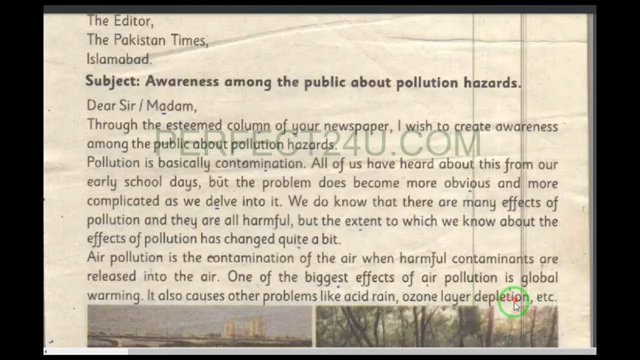 The Editor,
The Pakistan Times,
Islamabad.
Subject: Awareness among the public about pollution hazards.
Dear Sir / Madam,
Through the esteemed column of your newspaper, I wish to create awareness
among the public about pollution hazards.
PERFECT24U.COM
Pollution is basically contamination. All of us have heard about this from our
early school days, but the problem does become more obvious and more
complicated as we delve into it. We do know that there are many effects of
pollution and they are all harmful, but the extent to which we know about the
effects of pollution has changed quite a bit.
Air pollution is the contamination of the air when harmful contaminants are
released into the air. One of the biggest effects of air pollution is global
warming. It also causes other problems like acid rain, ozone layer depletion, etc.